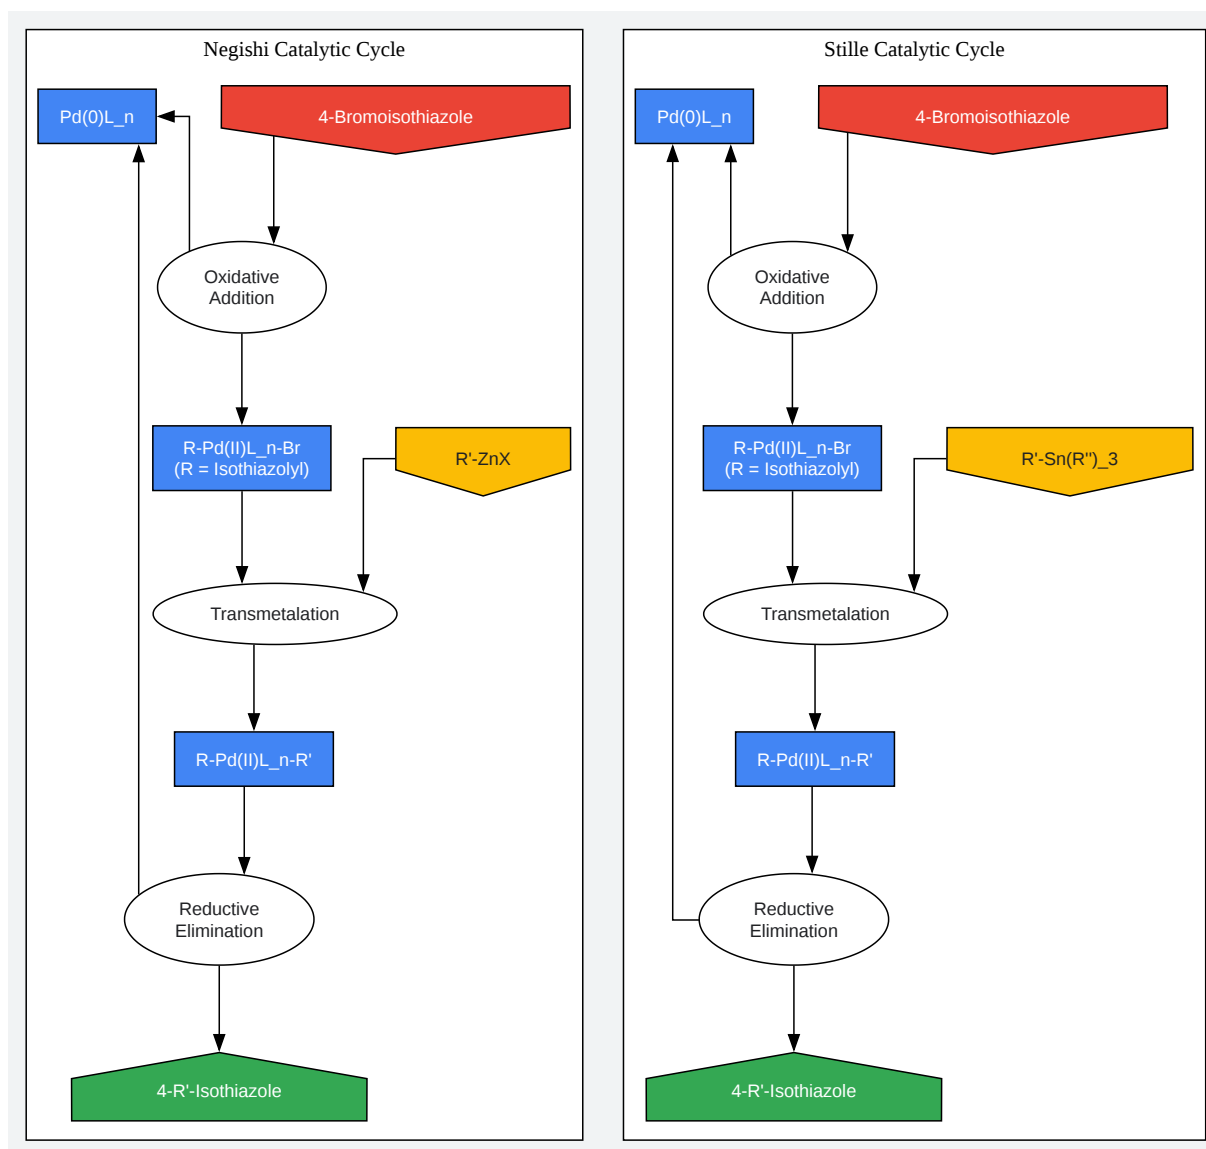 Negishi Catalytic Cycle
Pd(0)L_n
4-Bromoisothiazole
Oxidative
Addition
R-Pd(II)L_n-Br
(R = Isothiazolyl)
R'-ZnX
Transmetalation
R-Pd(II)L_n-R'
Reductive
Elimination
4-R'-Isothiazole
Stille Catalytic Cycle
Pd(0)L_n
4-Bromoisothiazole
Oxidative
Addition
R-Pd(II)L_n-Br
(R = Isothiazolyl)
R'-Sn(R'')_3
Transmetalation
R-Pd(II)L_n-R'
Reductive
Elimination
4-R'-Isothiazole